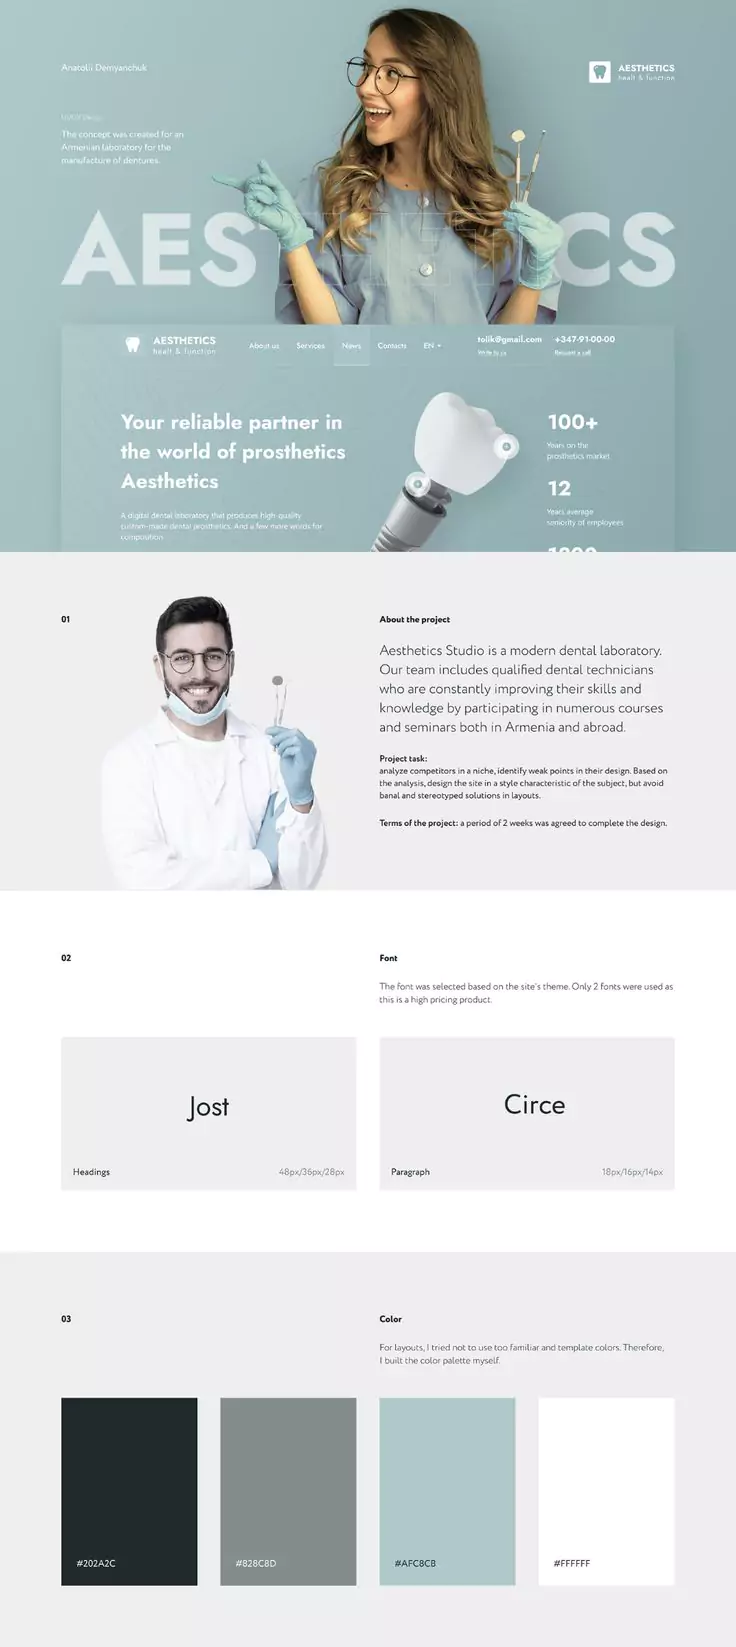 Anatolii Demyanchuk
AESTHETICS
healt & function
The concept was created for an
Armenian laboratory for the
manufacture of dentures.
AESTHETICS
AESTHETICS
healt & function
About us
Services
News
Contacts
EN
tolik@gmail.com
Write to us
+347-91-00-00
Request a call
Your reliable partner in
the world of prosthetics
Aesthetics
A digital dental laboratory that produces high-quality
custom-made dental prosthetics. And a few more words for
composition
100+
Years on the
prosthetics market
12
Years average
seniority of employees
01
About the project
Aesthetics Studio is a modern dental laboratory.
Our team includes qualified dental technicians
who are constantly improving their skills and
knowledge by participating in numerous courses
and seminars both in Armenia and abroad.
Project task:
analyze competitors in a niche, identify weak points in their design. Based on
the analysis, design the site in a style characteristic of the subject, but avoid
banal and stereotyped solutions in layouts.
Terms of the project: a period of 2 weeks was agreed to complete the design.
02
Font
The font was selected based on the site's theme. Only 2 fonts were used as
this is a high pricing product.
Jost
Headings
48px/36px/28px
Circe
Paragraph
18px/16px/14px
03
Color
For layouts, I tried not to use too familiar and template colors. Therefore,
I built the color palette myself.
#202A2C
#828C8D
#AFC8CB
#FFFFFF